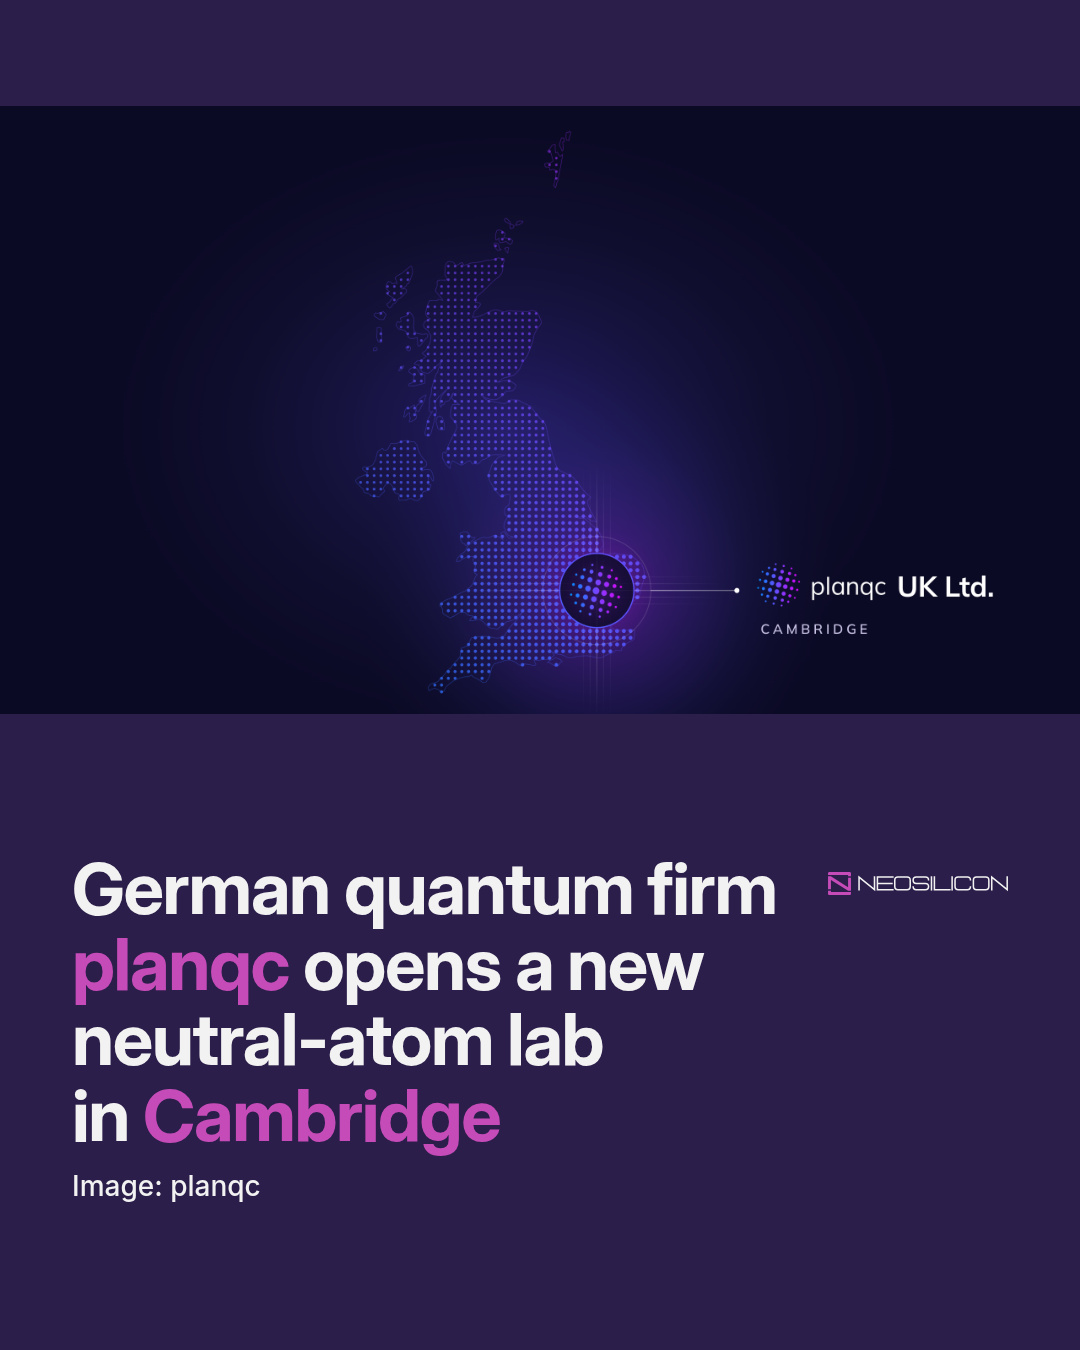 planqc UK Ltd.
CAMBRIDGE
German quantum firm
planqc opens a new
neutral-atom lab
in Cambridge
NEOSILICON
Image: planqc